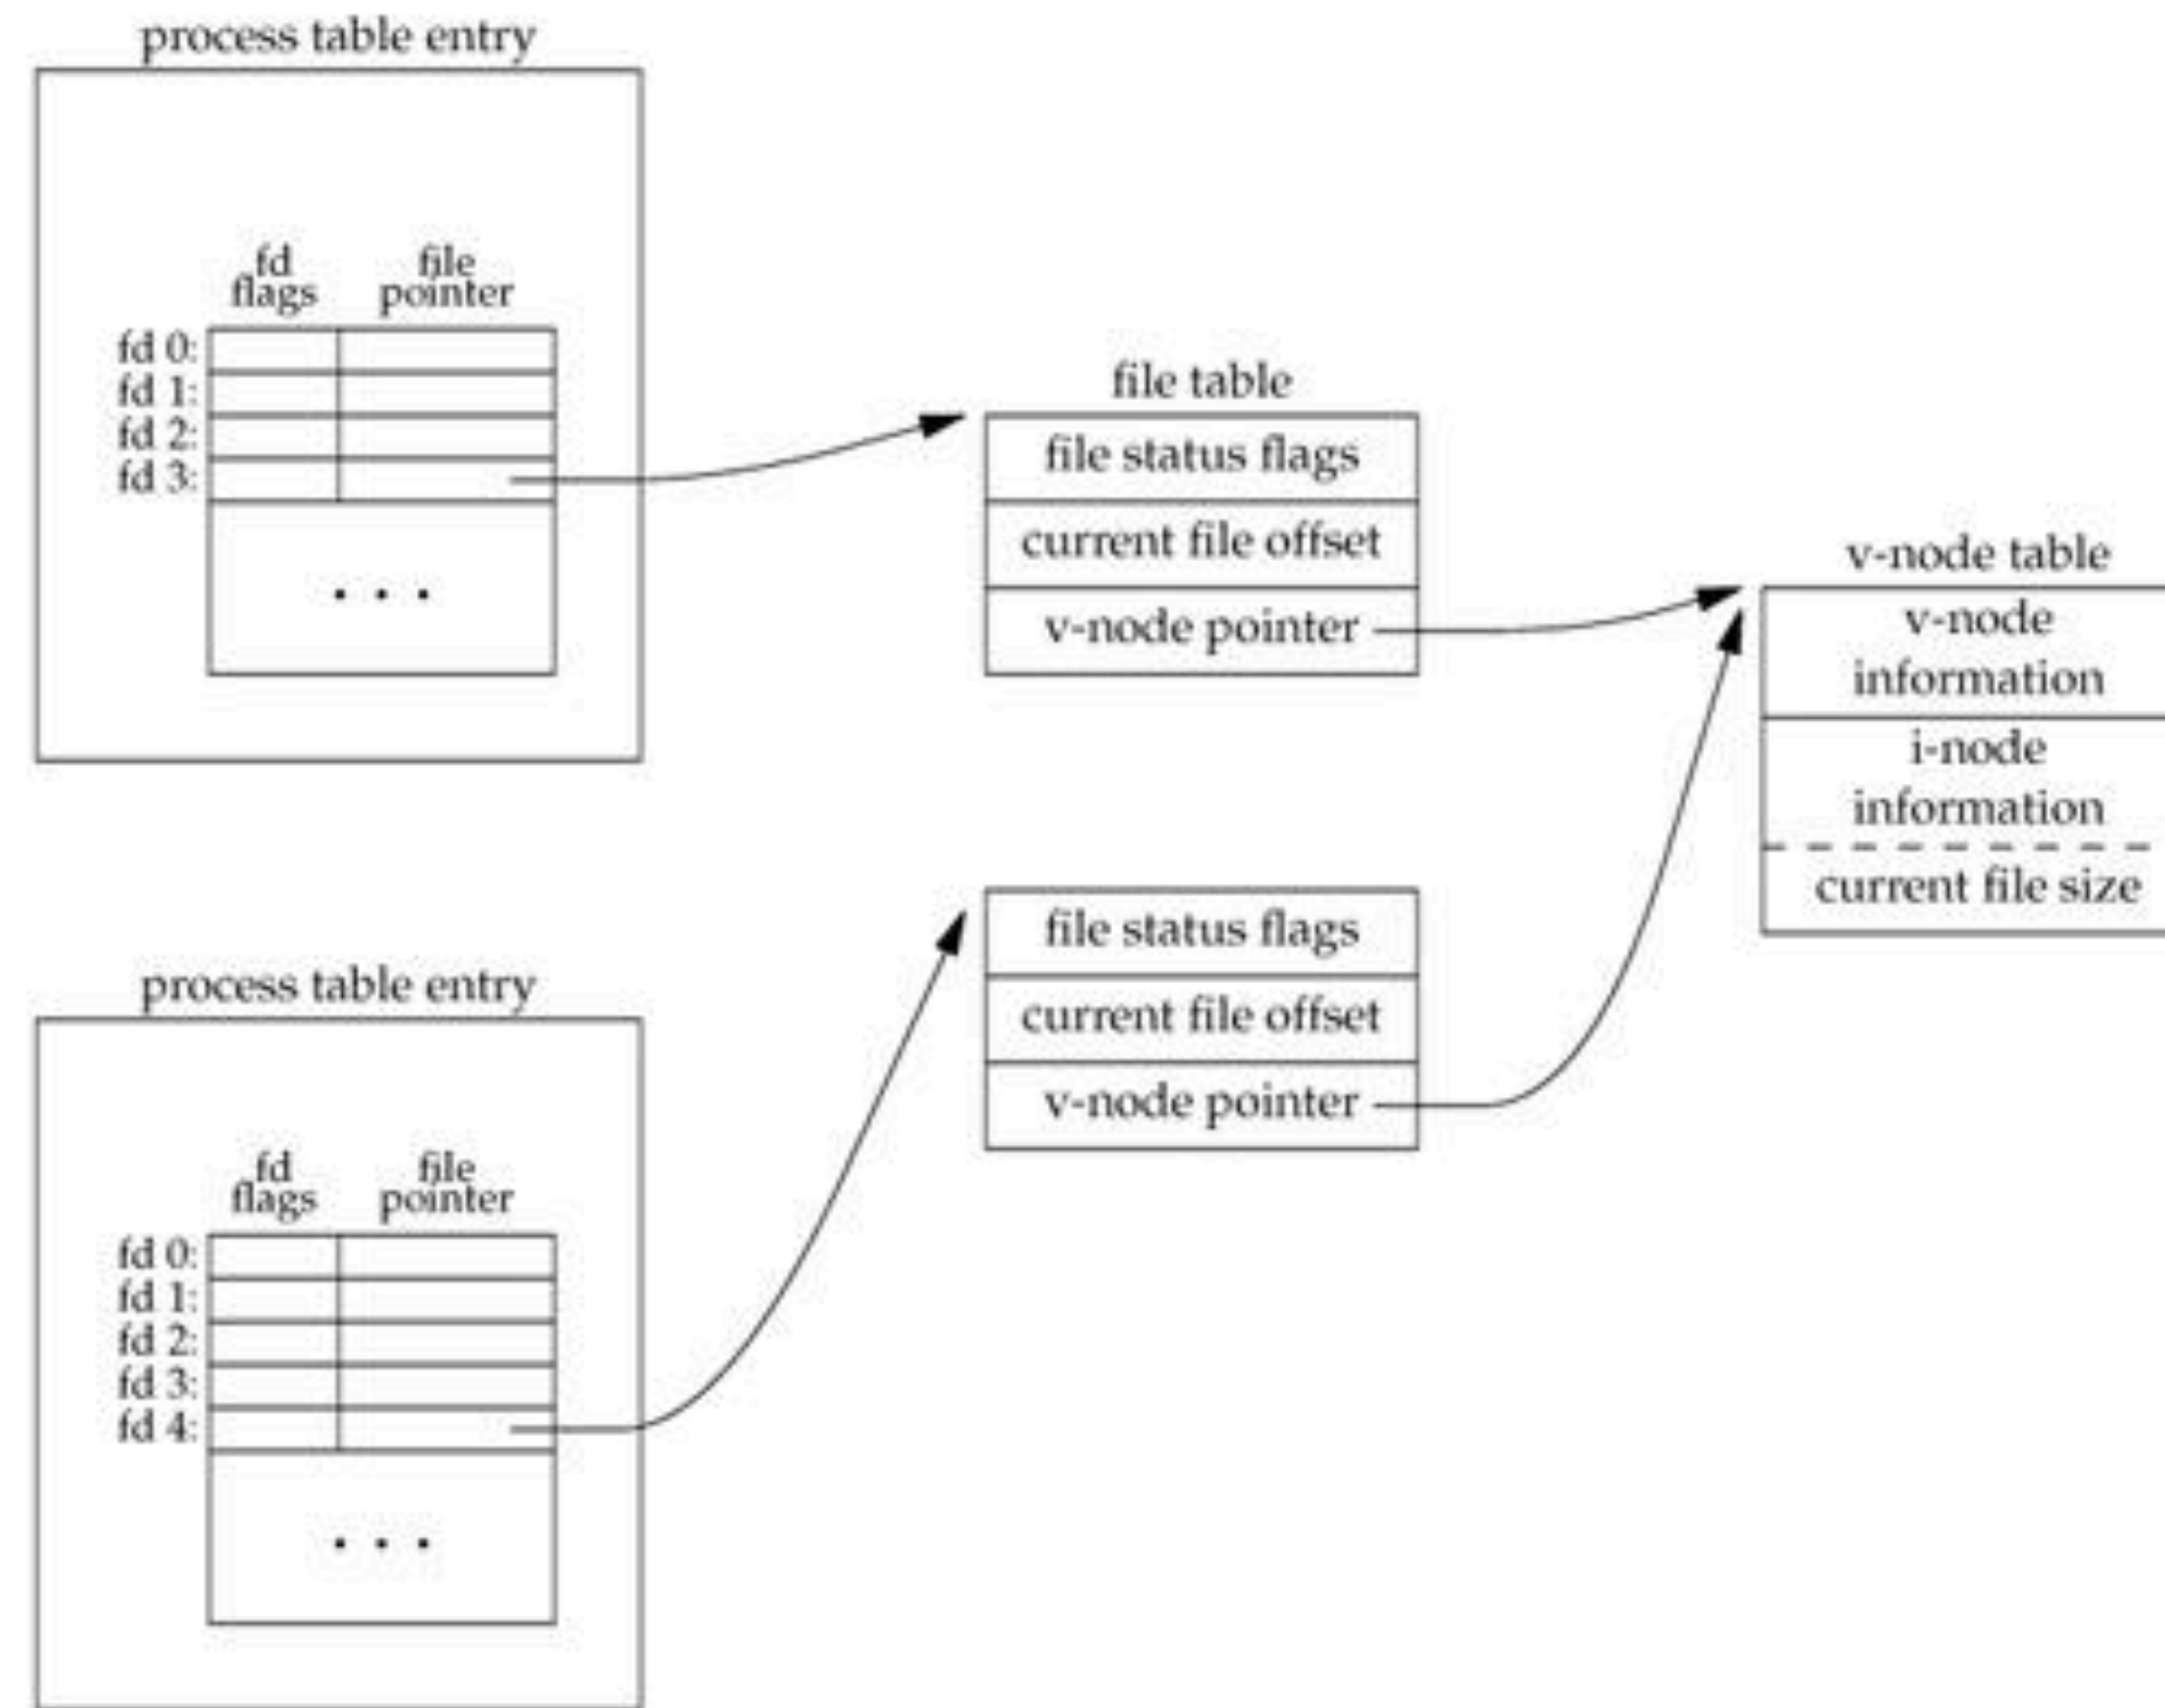 process table entry
fd
flags
file
pointer
fd 0:
fd 1:
fd 2:
fd 3:
. . .
file table
file status flags
current file offset
v-node pointer
v-node table
v-node
information
i-node
information
current file size
file status flags
current file offset
v-node pointer
process table entry
fd
flags
file
pointer
fd 0:
fd 1:
fd 2:
fd 3:
fd 4:
. . .